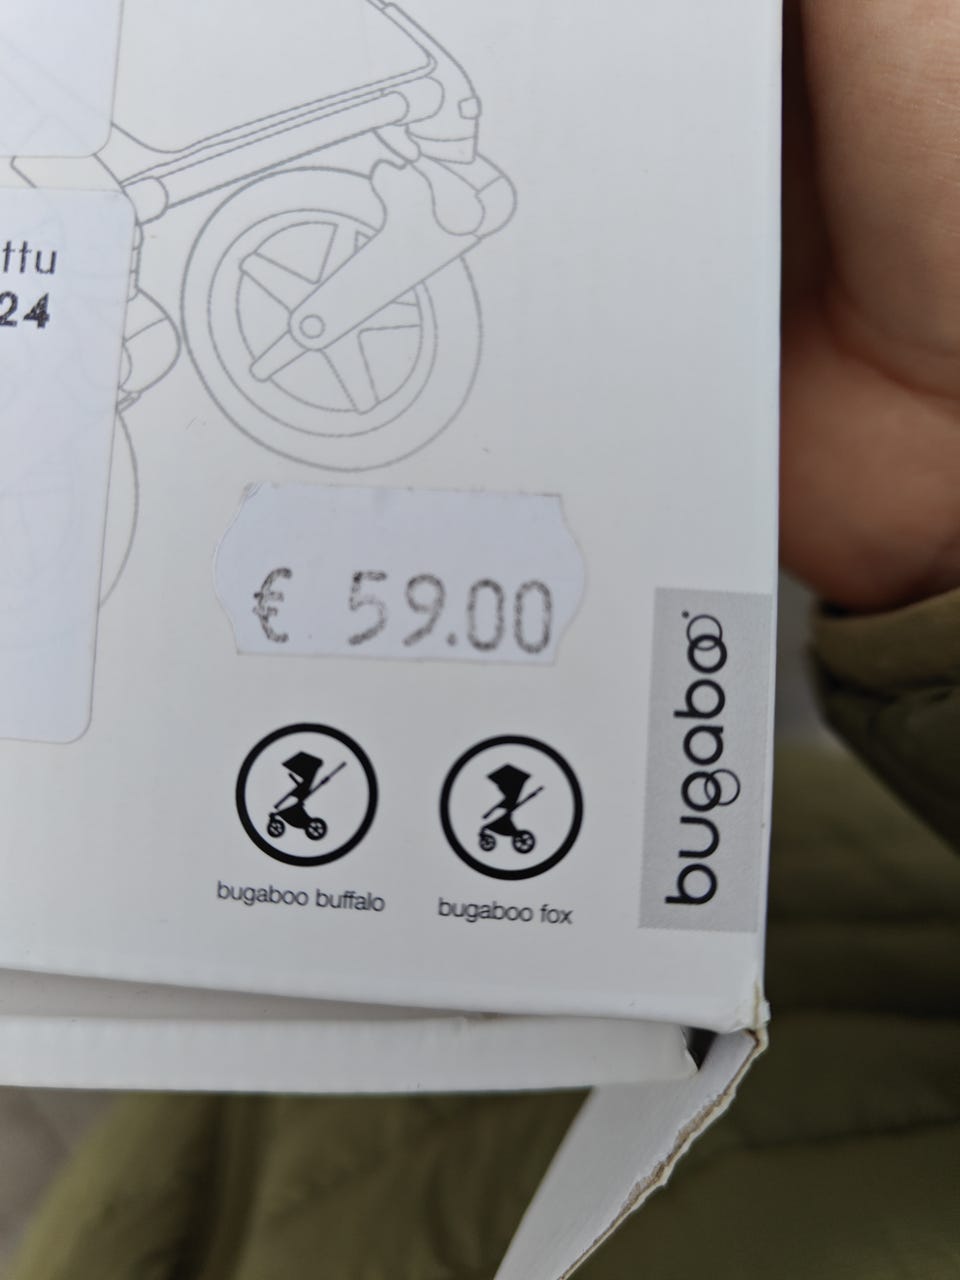 ttu
24
€ 59.00
bugaboo
bugaboo buffalo
bugaboo fox